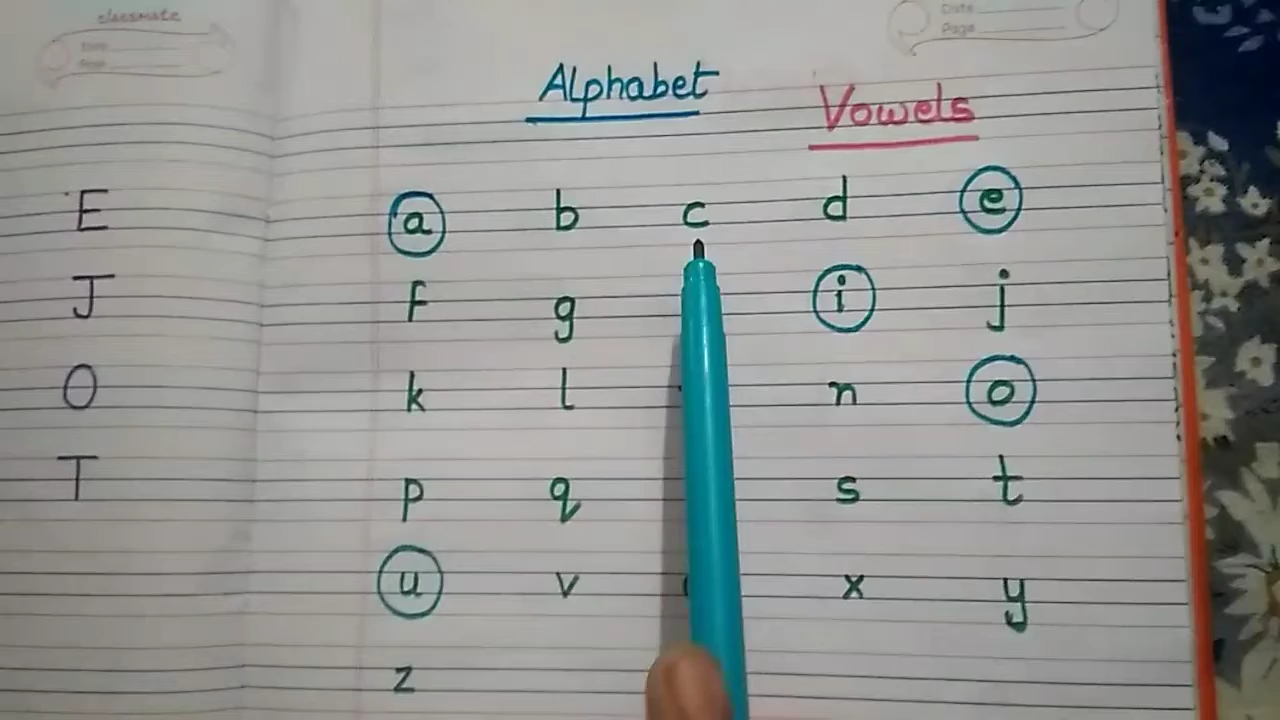 classmate
Date
Page
Date
Page
Alphabet
Vowels
E
J
O
T
a b c d e
f g i j
k l n o
p q s t
u v x y
z